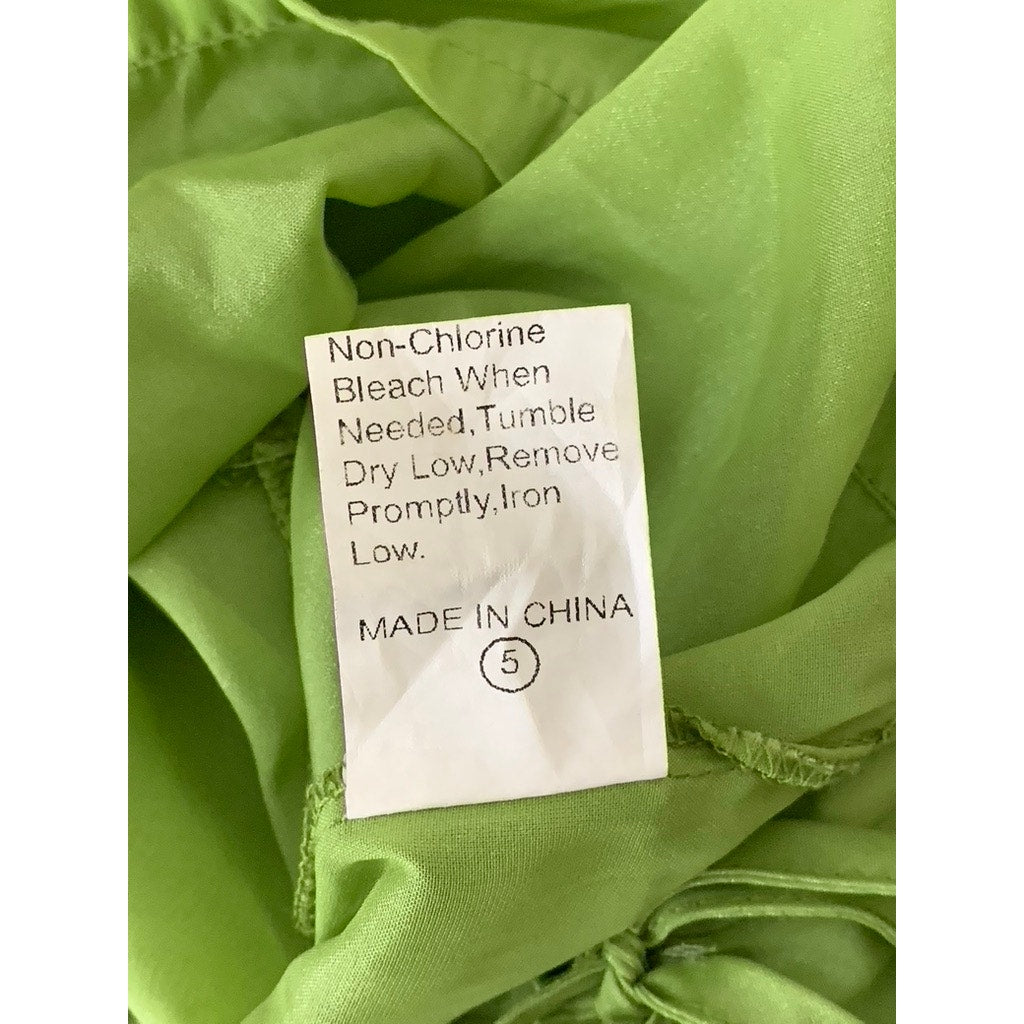 Non-Chlorine
Bleach When
Needed,Tumble
Dry Low,Remove
Promptly,Iron
Low.
MADE IN CHINA
5